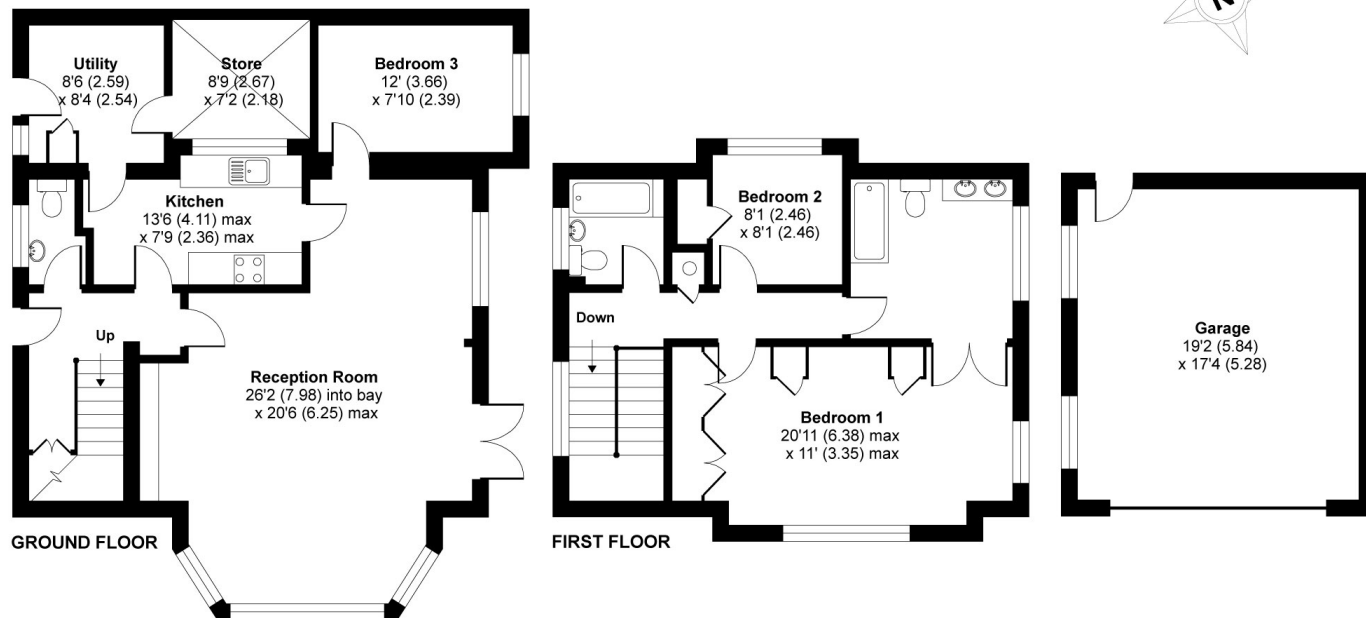 N
Utility
8'6 (2.59)
x 8'4 (2.54)
Store
8'9 (2.67)
x 7'2 (2.18)
Bedroom 3
12' (3.66)
x 7'10 (2.39)
Kitchen
13'6 (4.11) max
x 7'9 (2.36) max
Up
Reception Room
26'2 (7.98) into bay
x 20'6 (6.25) max
GROUND FLOOR
Bedroom 2
8'1 (2.46)
x 8'1 (2.46)
Down
Bedroom 1
20'11 (6.38) max
x 11' (3.35) max
FIRST FLOOR
Garage
19'2 (5.84)
x 17'4 (5.28)